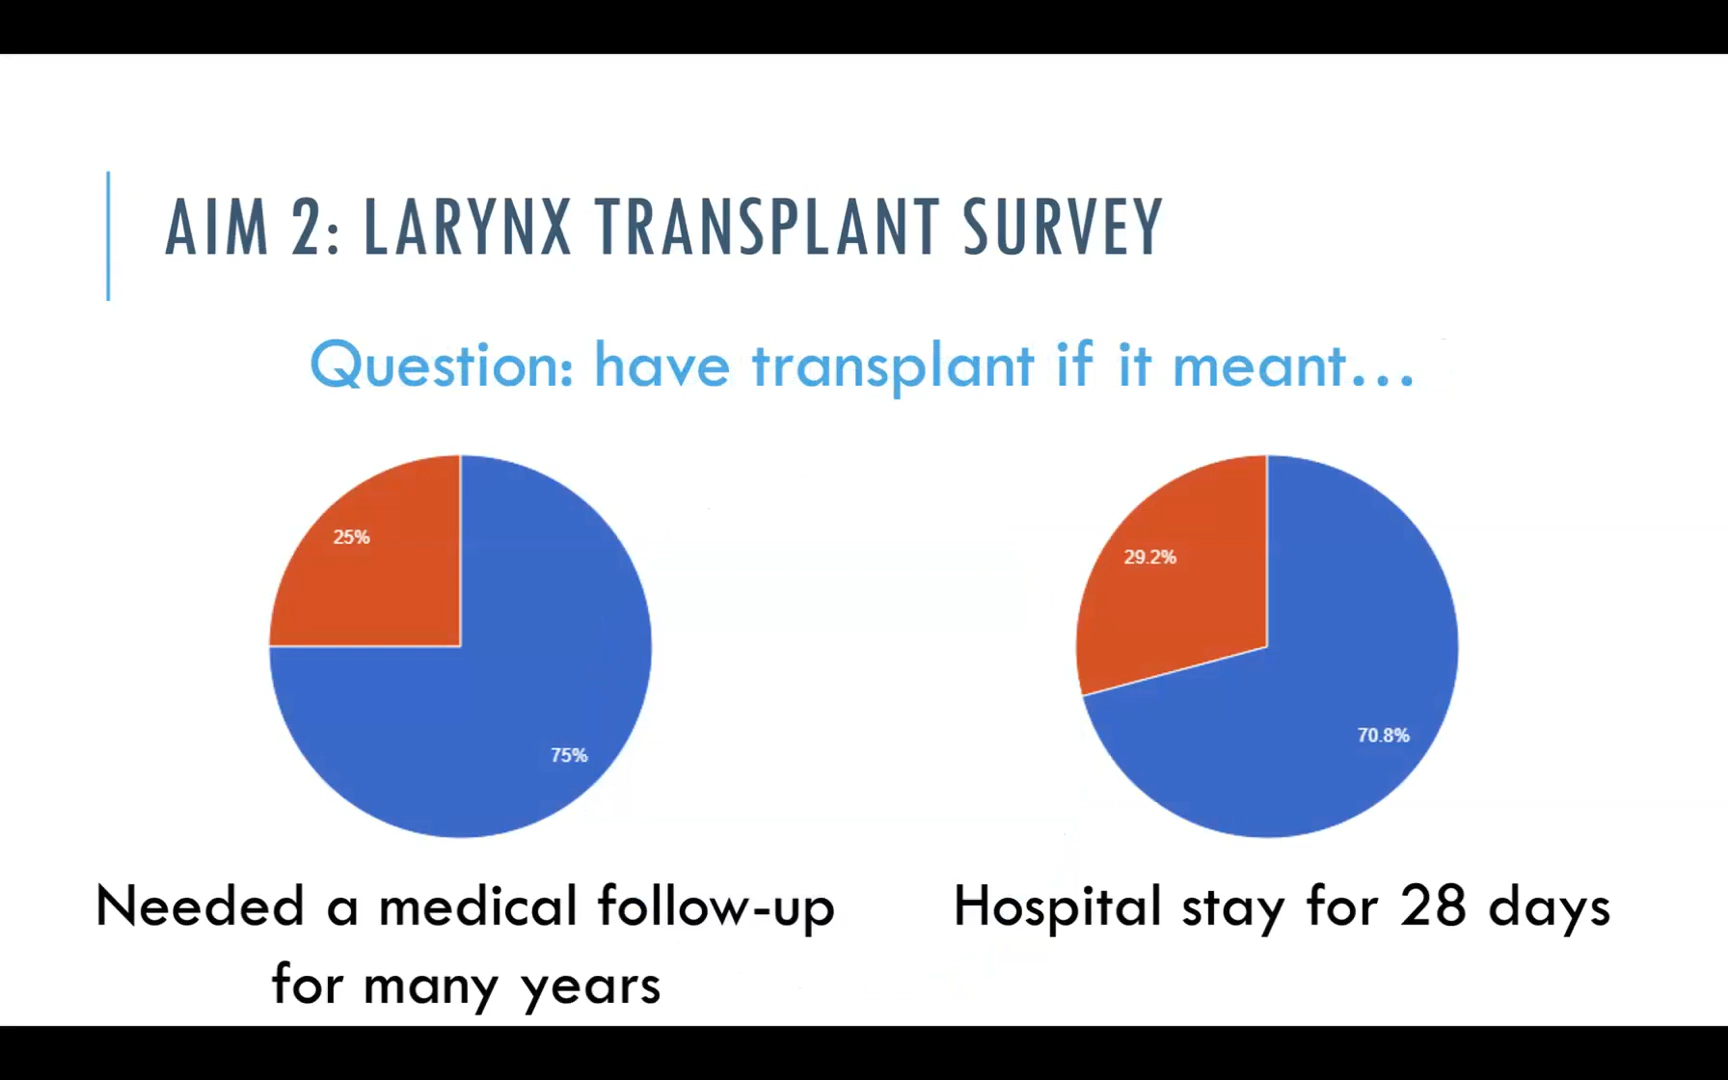 AIM 2: LARYNX TRANSPLANT SURVEY
Question: have transplant if it meant...
25%
75%
29.2%
70.8%
Needed a medical follow-up
for many years
Hospital stay for 28 days